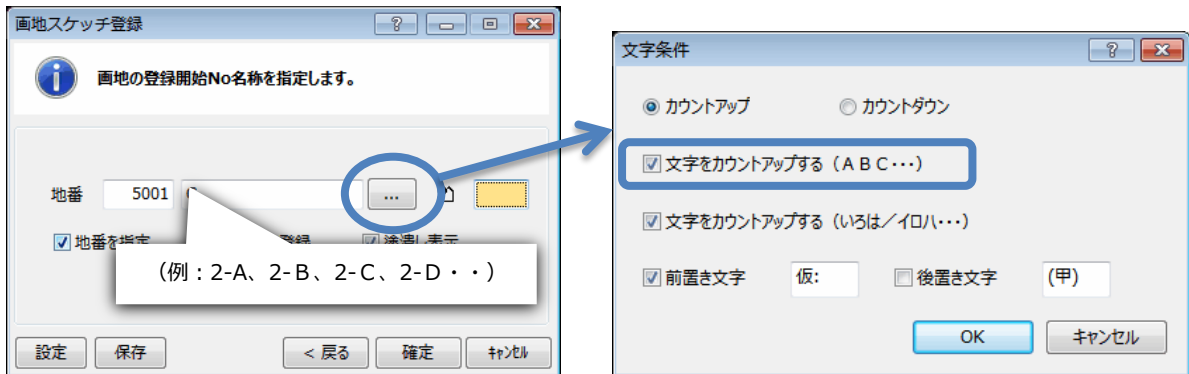 画地スケッチ登録
画地の登録開始No名称を指定します。
地番 5001 ...
地番を指定 登録 塗潰し表示
（例：2-A、2-B、2-C、2-D・・）
設定 保存 < 戻る 確定 ｷｬﾝｾﾙ
文字条件
カウントアップ カウントダウン
文字をカウントアップする（ＡＢＣ･･･）
文字をカウントアップする（いろは／イロハ･･･）
前置き文字 仮: 後置き文字 (甲)
OK キャンセル